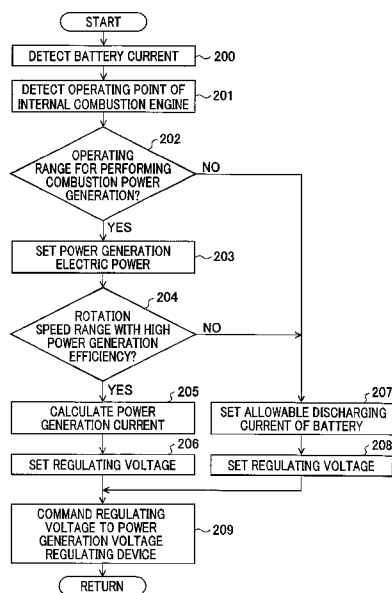 START
DETECT BATTERY CURRENT
200
DETECT OPERATING POINT OF
INTERNAL COMBUSTION ENGINE
201
202
OPERATING
RANGE FOR PERFORMING
COMBUSTION POWER
GENERATION?
NO
YES
SET POWER GENERATION
ELECTRIC POWER
203
204
ROTATION
SPEED RANGE WITH HIGH
POWER GENERATION
EFFICIENCY?
NO
YES
205
CALCULATE POWER
GENERATION CURRENT
207
SET ALLOWABLE DISCHARGING
CURRENT OF BATTERY
206
SET REGULATING VOLTAGE
208
SET REGULATING VOLTAGE
COMMAND REGULATING
VOLTAGE TO POWER
GENERATION VOLTAGE
REGULATING DEVICE
209
RETURN